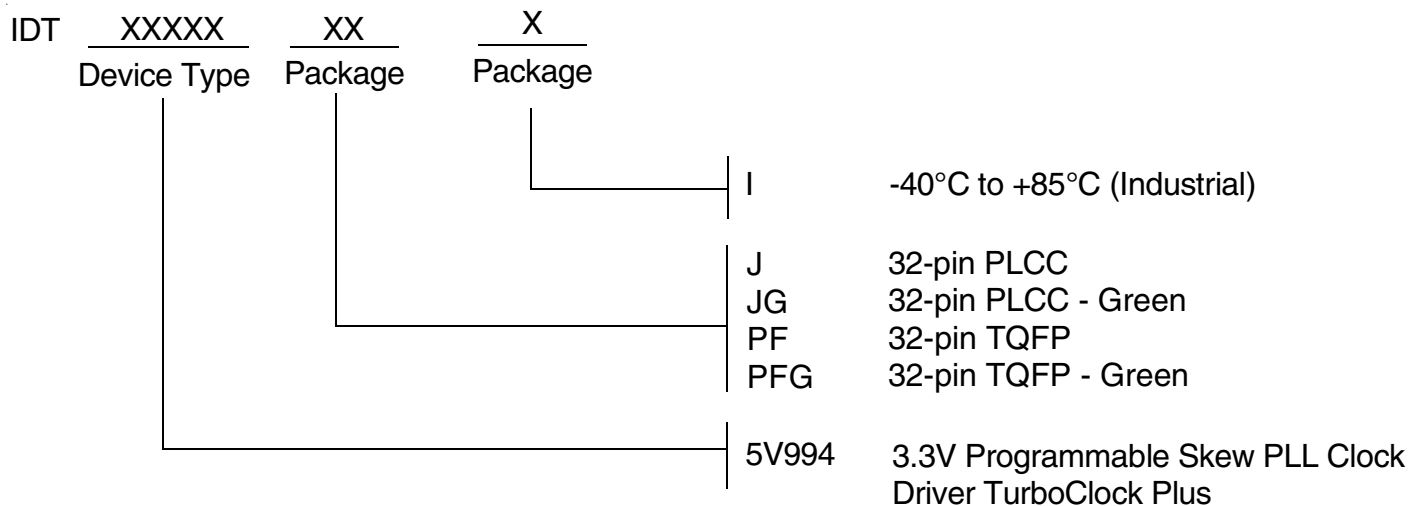 IDT XXXXX XX X
Device Type Package Package
I -40°C to +85°C (Industrial)
J 32-pin PLCC
JG 32-pin PLCC - Green
PF 32-pin TQFP
PFG 32-pin TQFP - Green
5V994 3.3V Programmable Skew PLL Clock
Driver TurboClock Plus